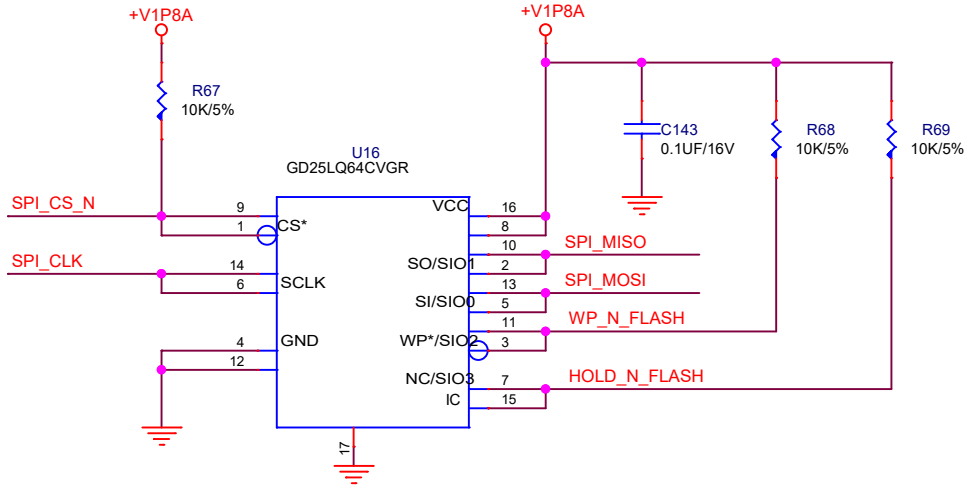 +V1P8A
+V1P8A
R67
10K/5%
C143
0.1UF/16V
R68
10K/5%
R69
10K/5%
U16
GD25LQ64CVGR
SPI_CS_N
9
VCC
16
1
CS*
8
10
SPI_MISO
SPI_CLK
14
SO/SIO1
2
6
SCLK
13
SPI_MOSI
SI/SIO0
5
11
WP_N_FLASH
4
GND
WP*/SIO2
3
12
NC/SIO3
7
HOLD_N_FLASH
IC
15
17